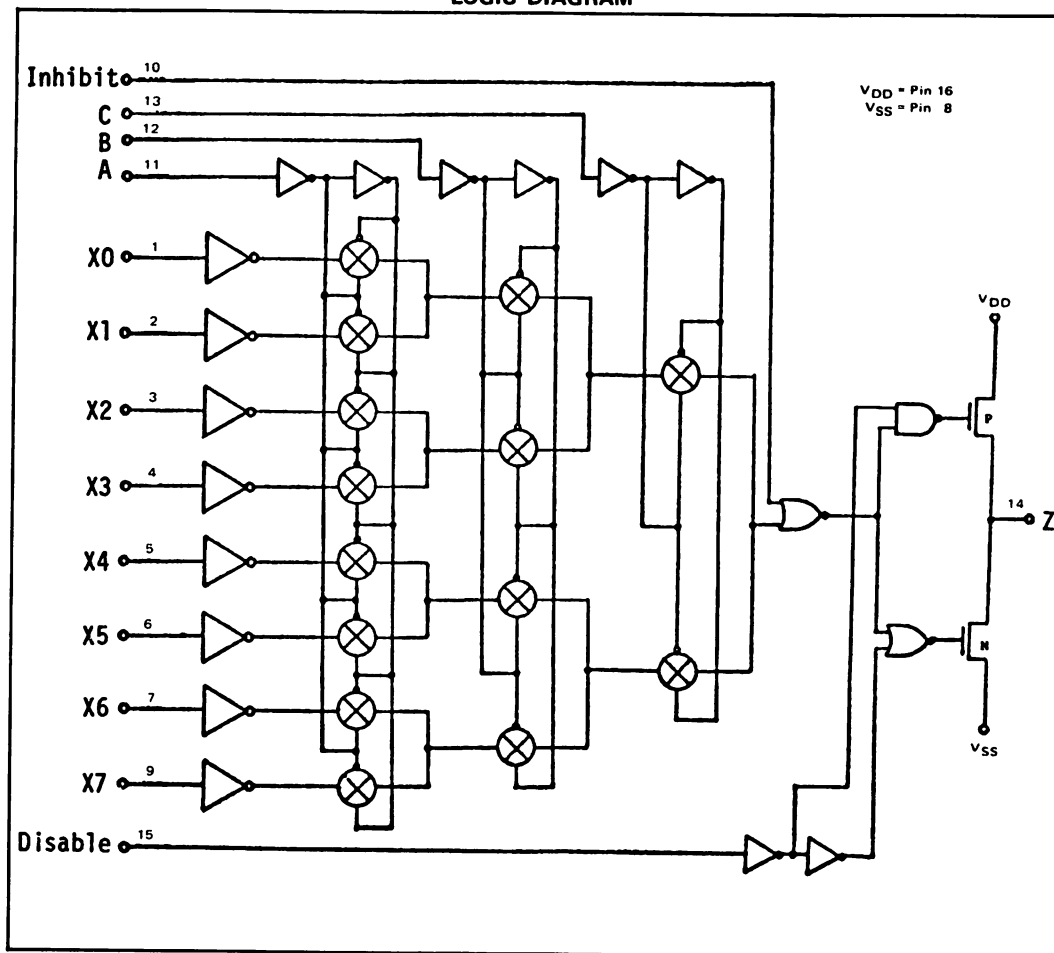 LOGIC DIAGRAM
Inhibit 10
VDD = Pin 16
VSS = Pin 8
C 13
B 12
A 11
X0 1
X1 2
X2 3
X3 4
X4 5
X5 6
X6 7
X7 9
Disable 15
VDD
P
14 Z
N
VSS